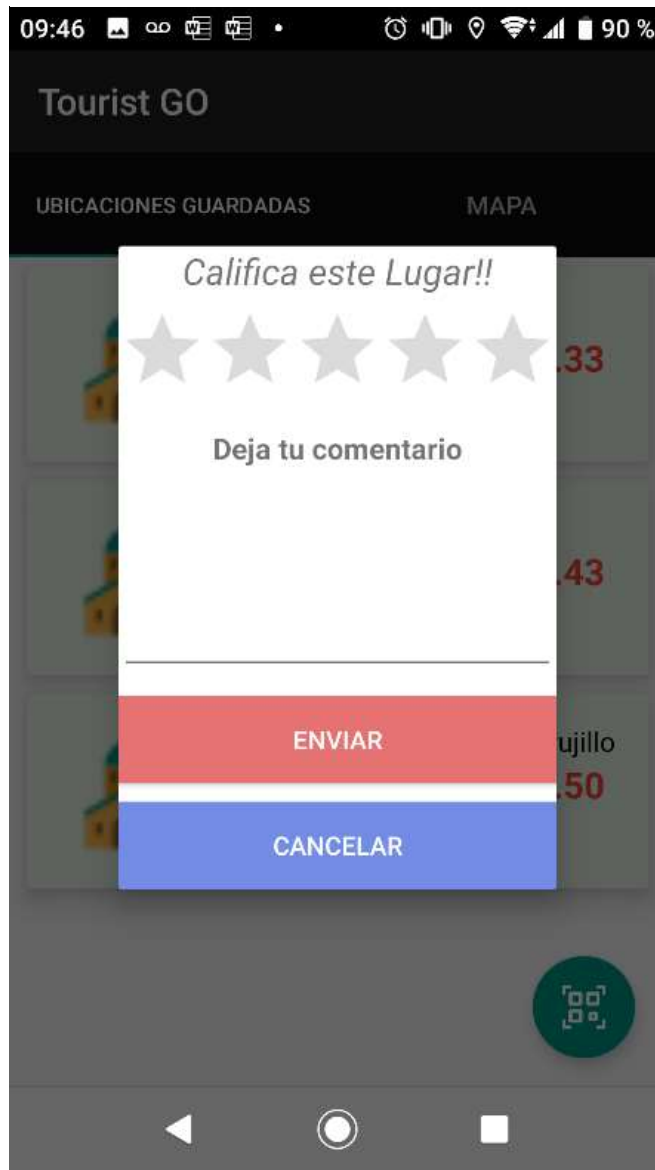 09:46 90 %
Tourist GO
UBICACIONES GUARDADAS MAPA
Califica este Lugar!!
.33
Deja tu comentario
.43
ENVIAR
ujillo
.50
CANCELAR